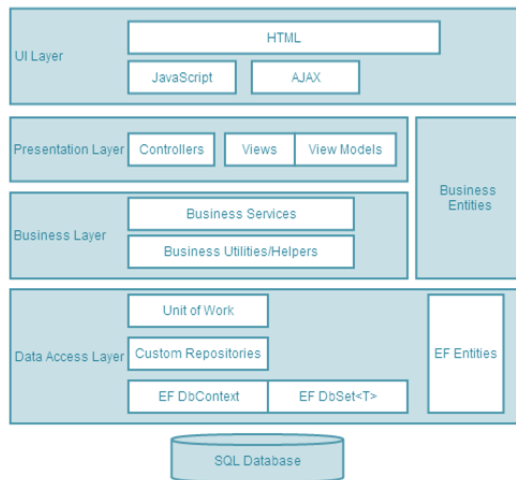 HTML
UI Layer
JavaScript
AJAX
Presentation Layer
Controllers
Views
View Models
Business
Entities
Business Services
Business Layer
Business Utilities/Helpers
Unit of Work
Data Access Layer
Custom Repositories
EF Entities
EF DbContext
EF DbSet<T>
SQL Database